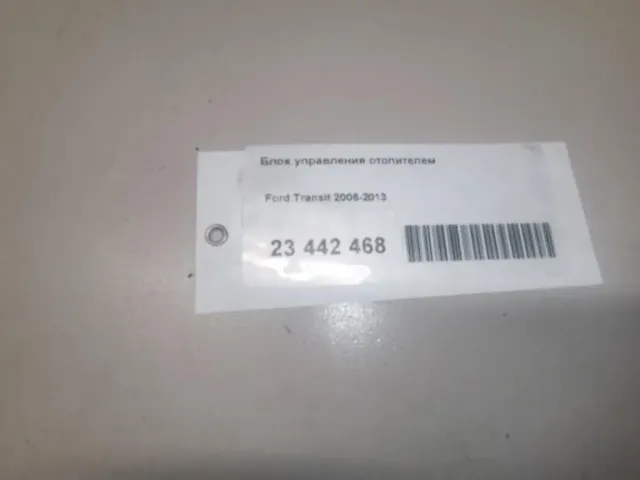 Блок управления отопителем
Ford Transit 2006-2013
23 442 468